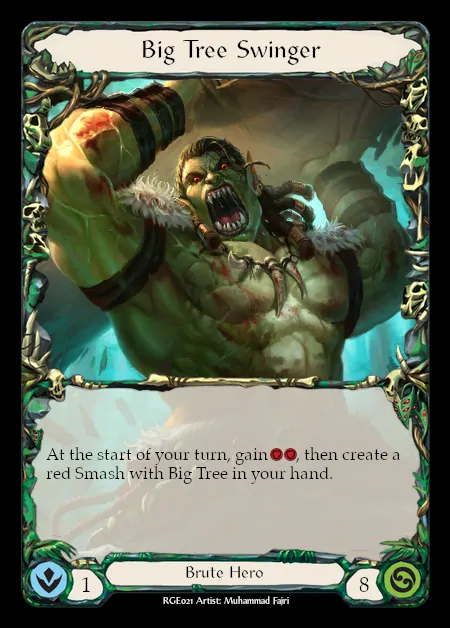 Big Tree Swinger
At the start of your turn, gain , then create a
red Smash with Big Tree in your hand.
Brute Hero
1
8
RGE021 Artist: Muhammad Fajri